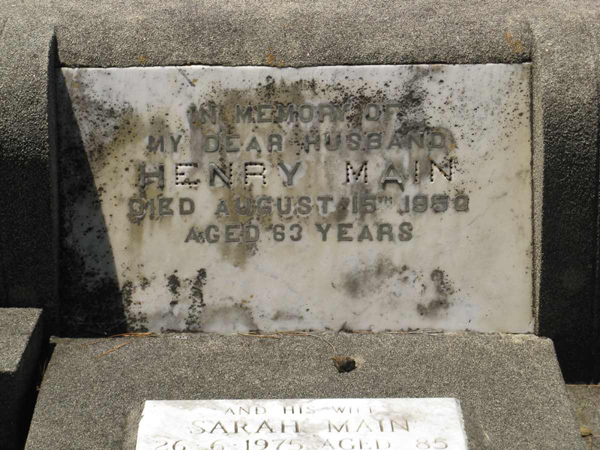 IN MEMORY OF
MY DEAR HUSBAND
HENRY MAIN
DIED AUGUST 15TH 1950
AGED 63 YEARS
AND HIS WIFE
SARAH MAIN
26-6-1975 AGED 85